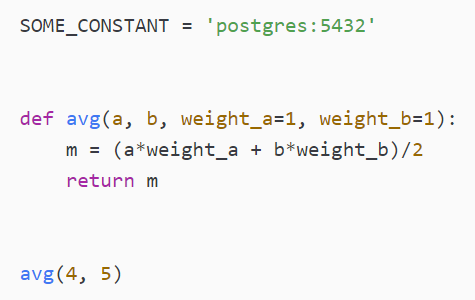 SOME_CONSTANT = 'postgres:5432'
def avg(a, b, weight_a=1, weight_b=1):
    m = (a*weight_a + b*weight_b)/2
    return m
avg(4, 5)